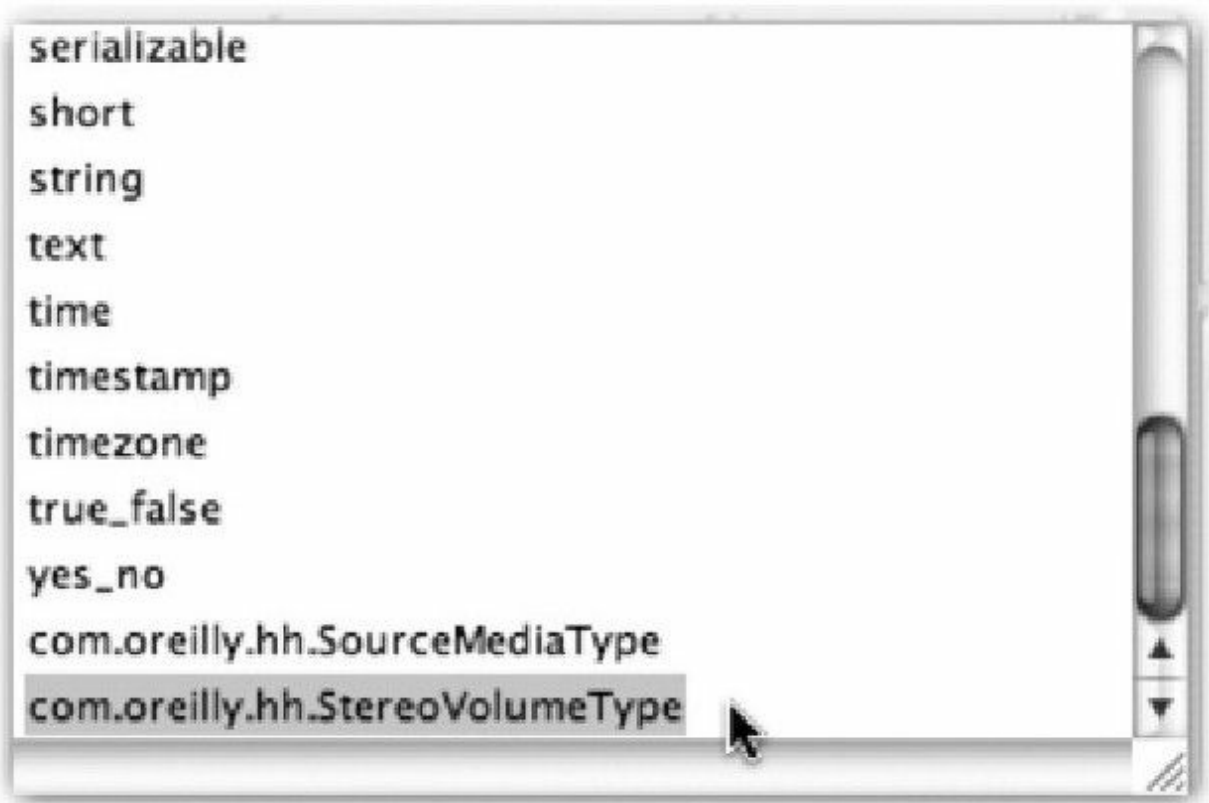 serializable
short
string
text
time
timestamp
timezone
true_false
yes_no
com.oreilly.hh.SourceMediaType
com.oreilly.hh.StereoVolumeType